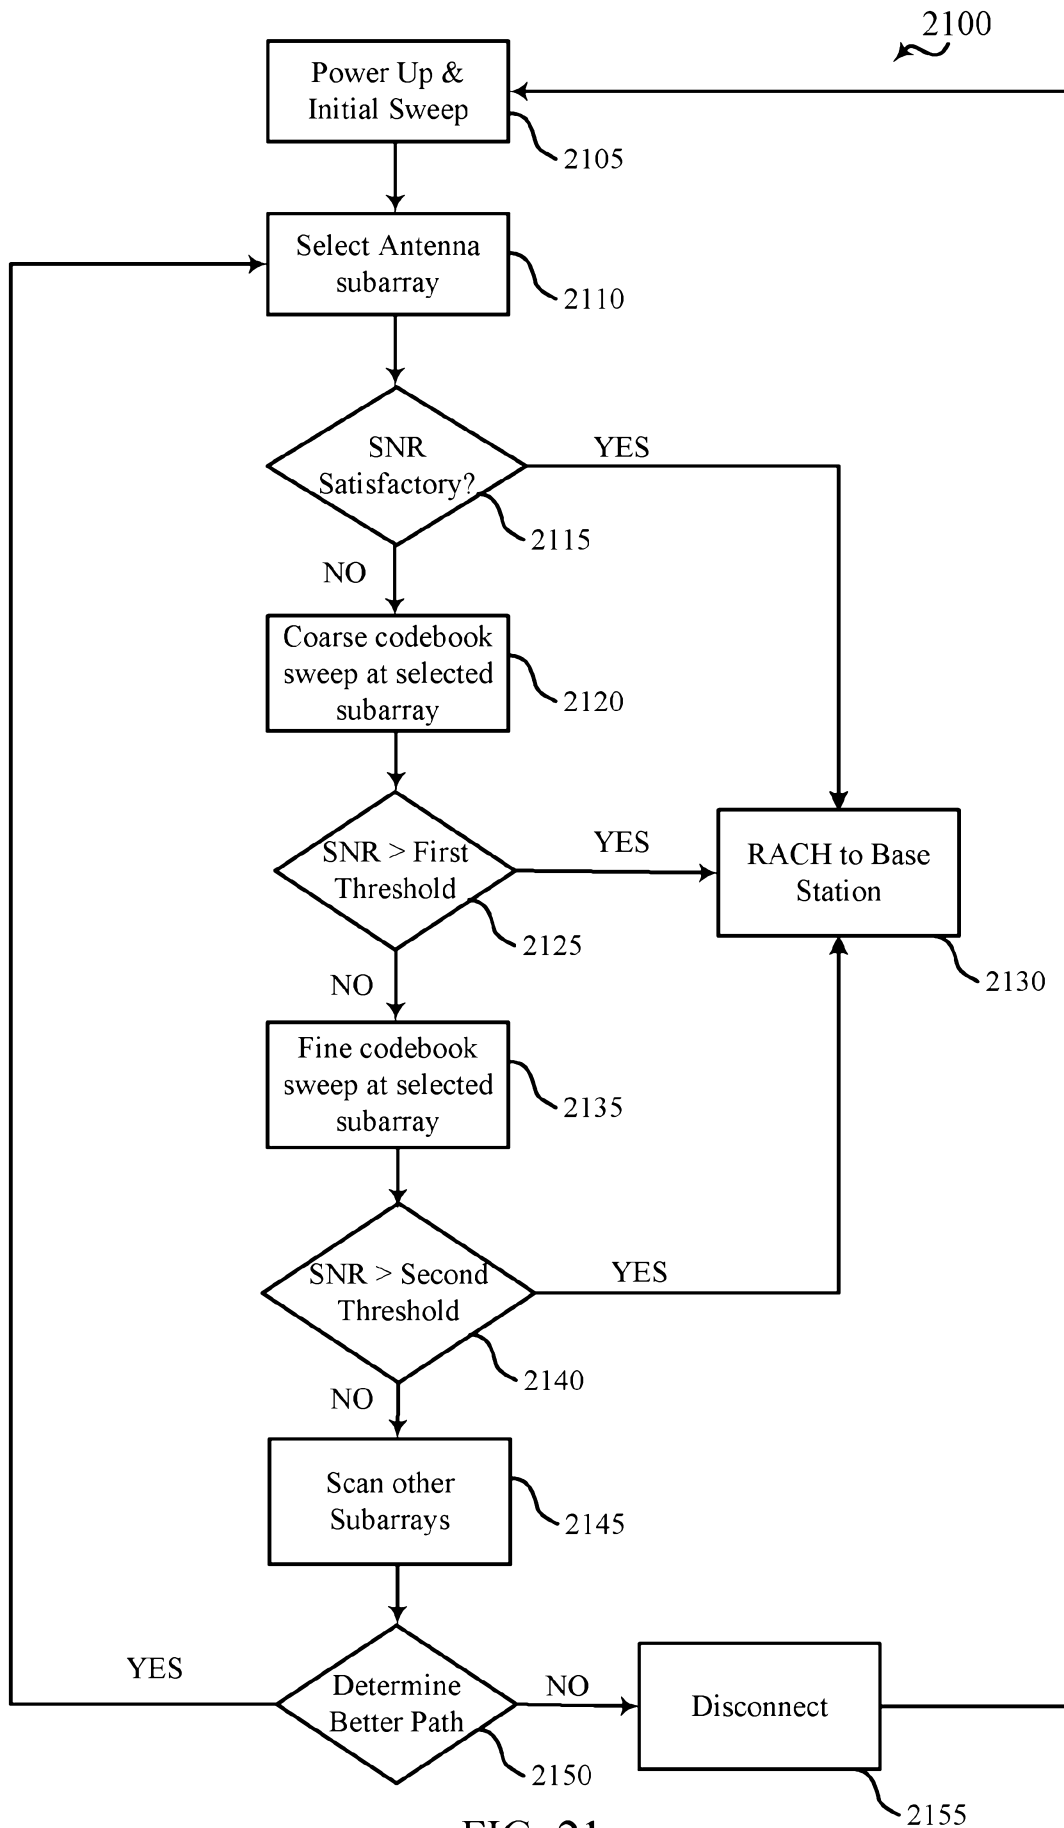 2100
Power Up &
Initial Sweep
2105
Select Antenna
subarray
2110
SNR
Satisfactory?
YES
2115
NO
Coarse codebook
sweep at selected
subarray
2120
SNR > First
Threshold
YES
2125
RACH to Base
Station
2130
NO
Fine codebook
sweep at selected
subarray
2135
SNR > Second
Threshold
YES
2140
NO
Scan other
Subarrays
2145
YES
Determine
Better Path
NO
2150
Disconnect
2155
FIG. 21